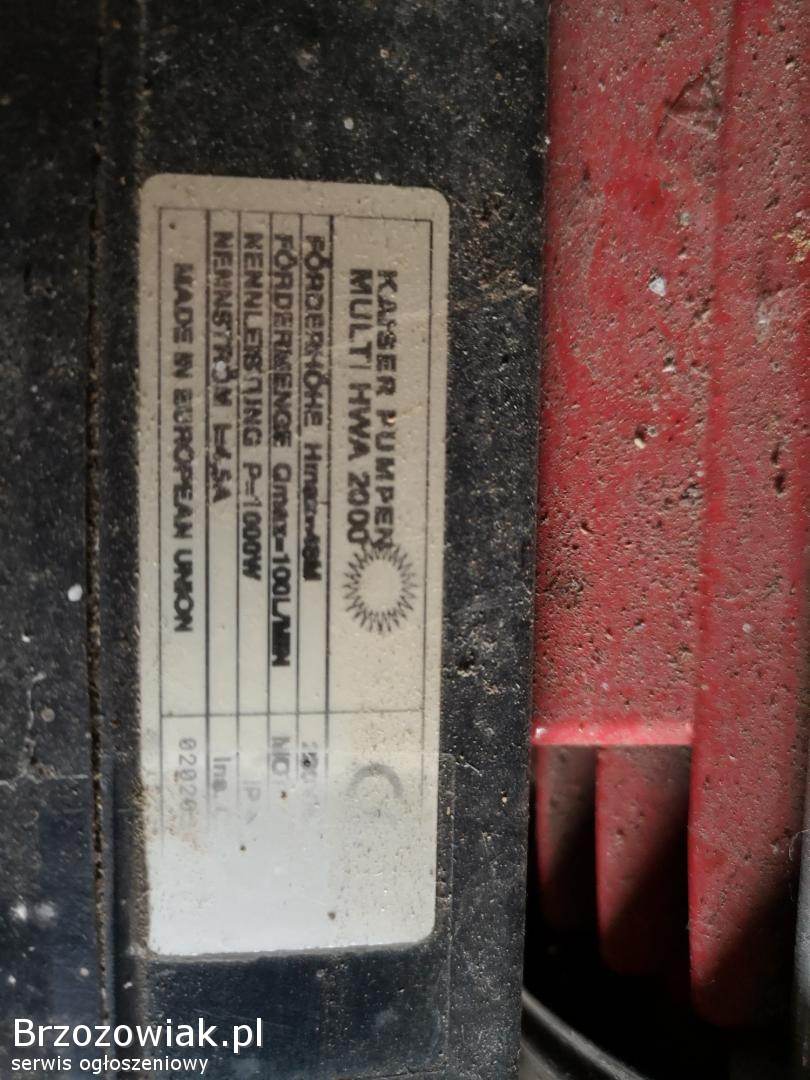 KAISER PUMPEN
MULTI HWA 2000
FÖRDERHÖHE Hmax=48M
FÖRDERMENGE Qmax=100L/MIN
NENNLEISTUNG P=1000W
NENNSTRÖM I=4,5A
MADE IN EUROPEAN UNION
Brzozowiak.pl
serwis ogłoszeniowy